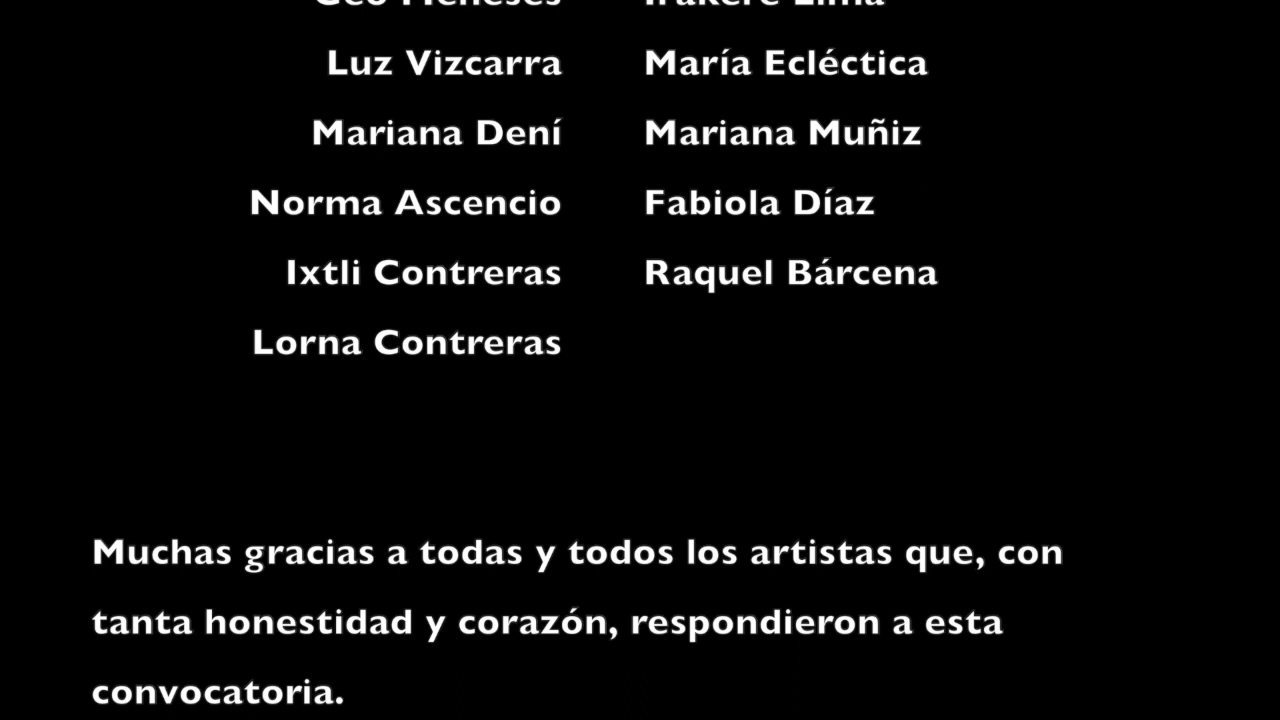 Geo Meneses Irakere Lima
Luz Vizcarra María Ecléctica
Mariana Dení Mariana Muñiz
Norma Ascencio Fabiola Díaz
Ixtli Contreras Raquel Bárcena
Lorna Contreras
Muchas gracias a todas y todos los artistas que, con
tanta honestidad y corazón, respondieron a esta
convocatoria.